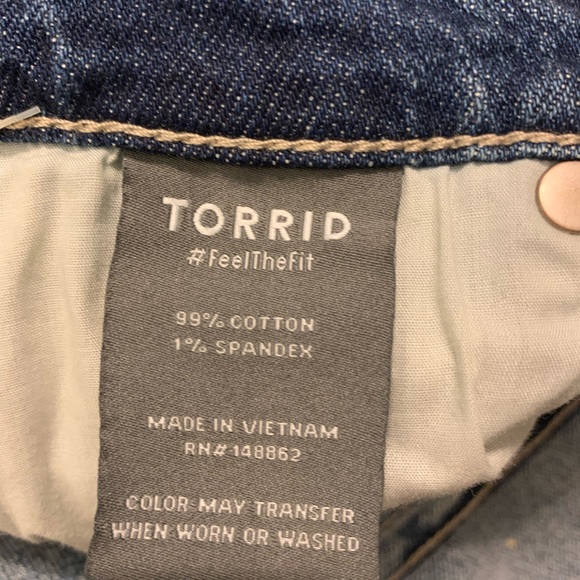 TORRID
#FeelTheFit
99% COTTON
1% SPANDEX
MADE IN VIETNAM
RN# 148862
COLOR MAY TRANSFER
WHEN WORN OR WASHED